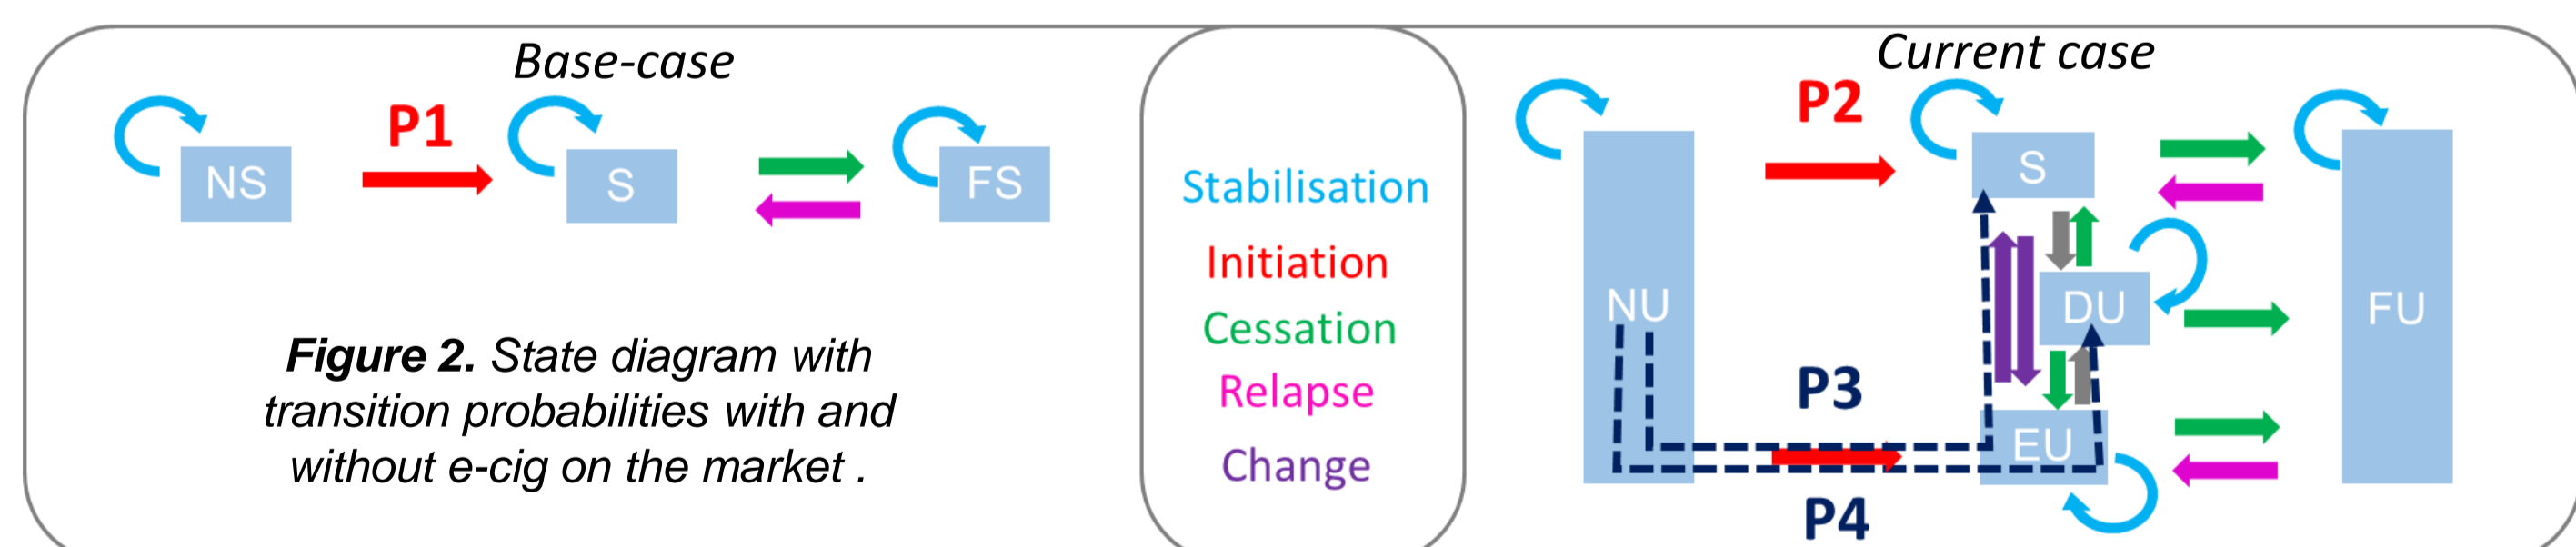 Base-case
NS
P1
S
FS
Figure 2. State diagram with
transition probabilities with and
without e-cig on the market .
Stabilisation
Initiation
Cessation
Relapse
Change
Current case
P2
S
NU
DU
FU
P3
EU
P4